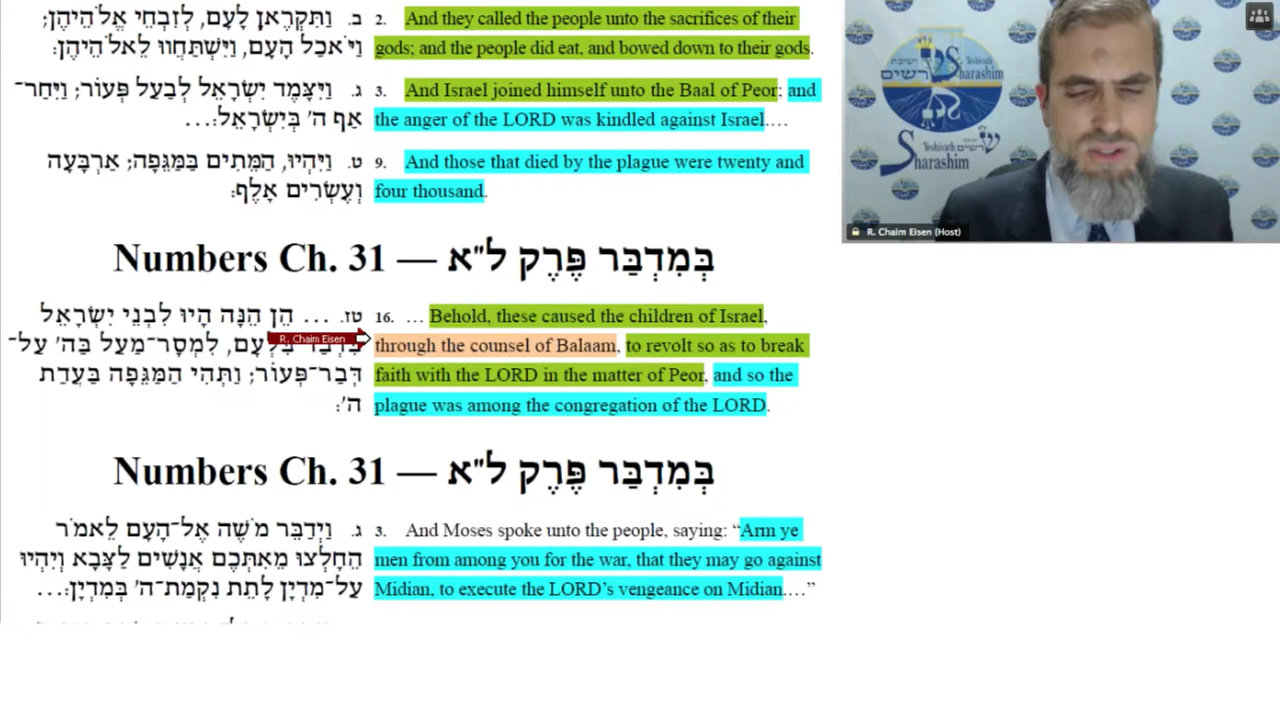 ב. וַתִּקְרֶאןָ לָעָם, לְזִבְחֵי אֱלֹהֵיהֶן;
וַיֹּאכַל הָעָם, וַיִּשְׁתַּחֲווּ לֵאלֹהֵיהֶן:
2. And they called the people unto the sacrifices of their
gods; and the people did eat, and bowed down to their gods.
ג. וַיִּצָּמֶד יִשְׂרָאֵל לְבַעַל פְּעוֹר; וַיִּחַר־
אַף ה' בְּיִשְׂרָאֵל:...
3. And Israel joined himself unto the Baal of Peor; and
the anger of the LORD was kindled against Israel....
ט. וַיִּהְיוּ, הַמֵּתִים בַּמַּגֵּפָה; אַרְבָּעָה
וְעֶשְׂרִים אָלֶף:
9. And those that died by the plague were twenty and
four thousand.
Numbers Ch. 31 — בְּמִדְבַּר פֶּרֶק ל"א
טז. ... הֵן הֵנָּה הָיוּ לִבְנֵי יִשְׂרָאֵל
בִּדְבַר בִּלְעָם, לִמְסָר־מַעַל בַּה' עַל־
דְּבַר־פְּעוֹר; וַתְּהִי הַמַּגֵּפָה בַּעֲדַת
ה':
R. Chaim Eisen
16. ... Behold, these caused the children of Israel,
through the counsel of Balaam, to revolt so as to break
faith with the LORD in the matter of Peor, and so the
plague was among the congregation of the LORD.
Numbers Ch. 31 — בְּמִדְבַּר פֶּרֶק ל"א
ג. וַיְדַבֵּר מֹשֶׁה אֶל־הָעָם לֵאמֹר
הֵחָלְצוּ מֵאִתְּכֶם אֲנָשִׁים לַצָּבָא וְיִהְיוּ
עַל־מִדְיָן לָתֵת נִקְמַת־ה' בְּמִדְיָן:...
3. And Moses spoke unto the people, saying: “Arm ye
men from among you for the war, that they may go against
Midian, to execute the LORD’s vengeance on Midian....”
ישיבת
שרשים
Yeshivath
Sharashim
Yeshivath ישיבת שרשים
Sharashim
R. Chaim Eisen (Host)